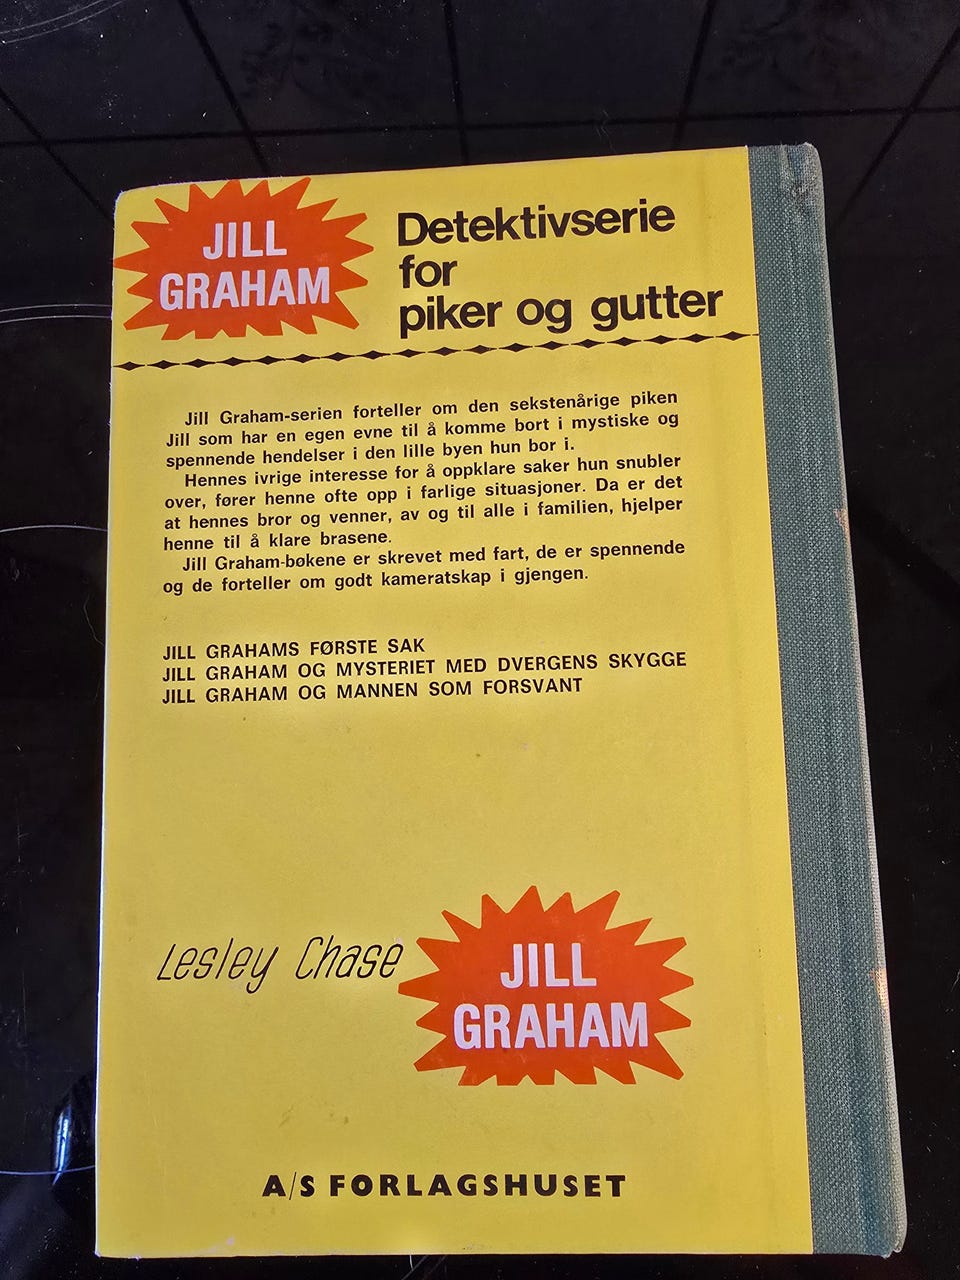 JILL
GRAHAM
Detektivserie
for
piker og gutter
Jill Graham-serien forteller om den sekstenårige piken
Jill som har en egen evne til å komme bort i mystiske og
spennende hendelser i den lille byen hun bor i.
Hennes ivrige interesse for å oppklare saker hun snubler
over, fører henne ofte opp i farlige situasjoner. Da er det
at hennes bror og venner, av og til alle i familien, hjelper
henne til å klare brasene.
Jill Graham-bøkene er skrevet med fart, de er spennende
og de forteller om godt kameratskap i gjengen.
JILL GRAHAMS FØRSTE SAK
JILL GRAHAM OG MYSTERIET MED DVERGENS SKYGGE
JILL GRAHAM OG MANNEN SOM FORSVANT
Lesley Chase
JILL
GRAHAM
A/S FORLAGSHUSET